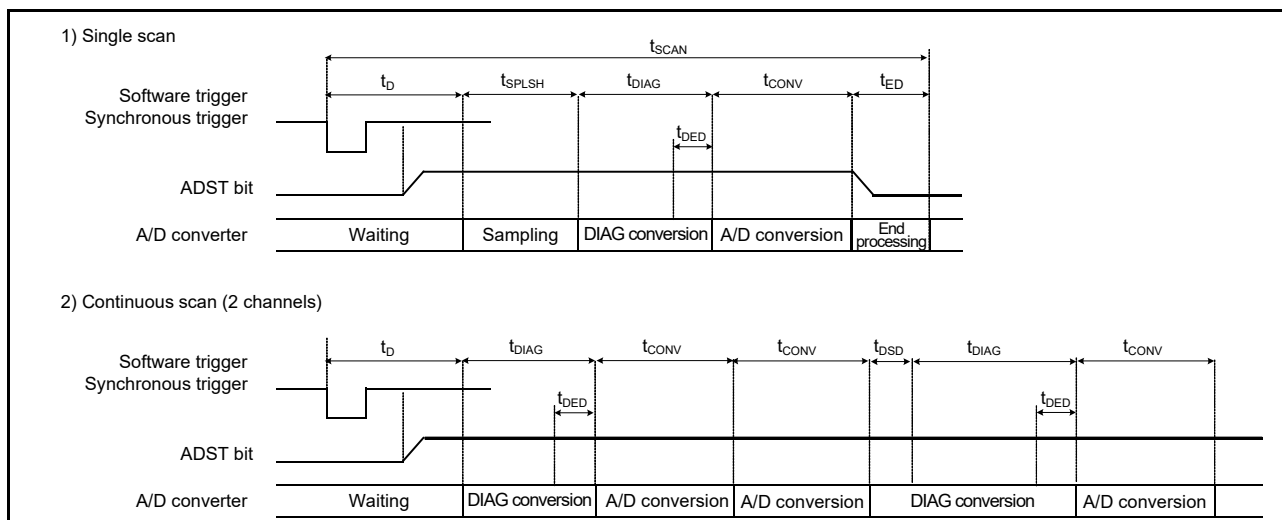 1) Single scan
tSCAN
tD tSPLSH tDIAG tCONV tED
Software trigger
Synchronous trigger
tDED
ADST bit
A/D converter Waiting Sampling DIAG conversion A/D conversion End processing
2) Continuous scan (2 channels)
tD tDIAG tCONV tCONV tDSD tDIAG tCONV
Software trigger
Synchronous trigger
tDED tDED
ADST bit
A/D converter Waiting DIAG conversion A/D conversion A/D conversion DIAG conversion A/D conversion